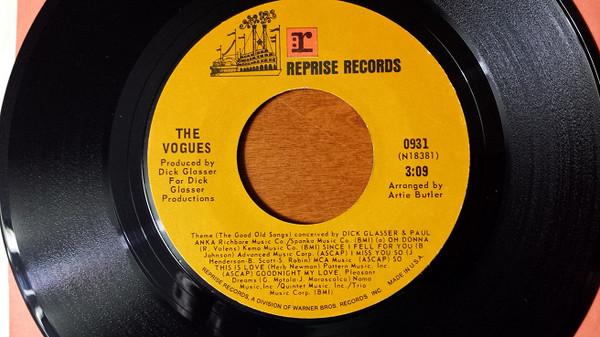 r
REPRISE RECORDS
THE
VOGUES
Produced by
Dick Glasser
For Dick
Glasser
Productions
0931
(N18381)
3:09
Arranged by
Artie Butler
Theme (The Good Old Songs) conceived by DICK GLASSER & PAUL
ANKA Richbare Music Co./Spanka Music Co. (BMI) (a) OH DONNA
(R. Valens) Kemo Music Co. (BMI) SINCE I FELL FOR YOU (B
Johnson) Advanced Music Corp. (ASCAP) I MISS YOU SO (J
Henderson-B. Scott-S. Robin) MCA Music (ASCAP) SO
THIS IS LOVE (Herb Newman) Pattern Music, Inc
(ASCAP) GOODNIGHT MY LOVE, Pleasant
Dreams (G. Motola-J. Marascalco) Noma
Music, Inc./Quinter Music, Inc./Trio
Music Corp. (BMI)
REPRISE RECORDS, A DIVISION OF WARNER BROS. RECORDS INC. MADE IN U.S.A.